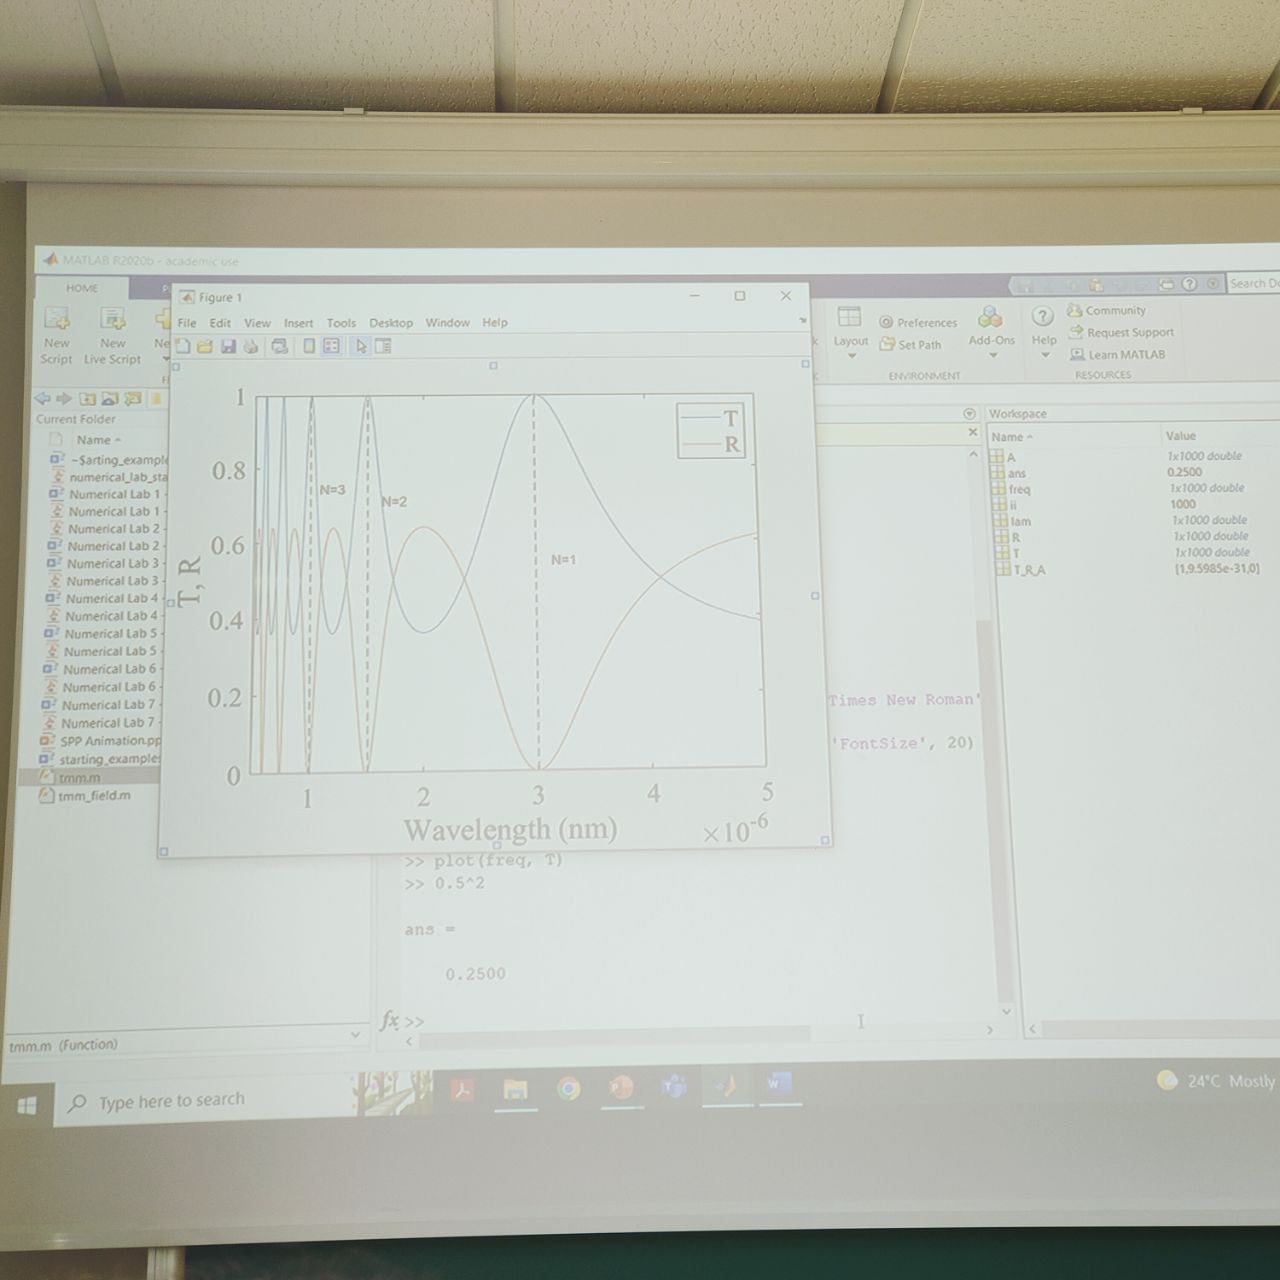 MATLAB R2020b - academic use
HOME
Search Do
New Script
New Live Script
Ne
Layout
Preferences
Set Path
Add-Ons
Help
Community
Request Support
Learn MATLAB
ENVIRONMENT
RESOURCES
Figure 1
File Edit View Insert Tools Desktop Window Help
Current Folder
Name
~$arting_example
numerical_lab_sta
Numerical Lab 1 -
Numerical Lab 1 -
Numerical Lab 2 -
Numerical Lab 2 -
Numerical Lab 3
Numerical Lab 3
Numerical Lab 4
Numerical Lab 4
Numerical Lab 5
Numerical Lab 5
Numerical Lab 6
Numerical Lab 6
Numerical Lab 7 -
Numerical Lab 7 -
SPP Animation.pp
starting_examples
tmm.m
tmm_field.m
tmm.m (Function)
T, R
1
0.8
0.6
0.4
0.2
0
N=3
N=2
N=1
T
R
1 2 3 4 5
Wavelength (nm)
×10-6
Times New Roman'
'FontSize', 20)
>> plot(freq, T)
>> 0.5^2
ans =
0.2500
fx >>
Workspace
Name Value
A 1x1000 double
ans 0.2500
freq 1x1000 double
ii 1000
lam 1x1000 double
R 1x1000 double
T 1x1000 double
T_R_A [1,9.5985e-31,0]
Type here to search
24°C Mostly